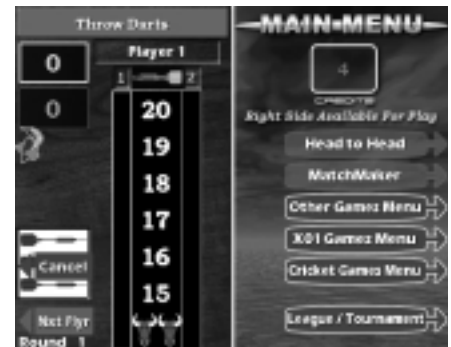 Throw Darts
Player 1
0
1 2
0
20
19
18
17
16
15
Cancel
Nxt Plyr
Round 1
MAIN-MENU
4
CREDITS
Right Side Available For Play
Head to Head
MatchMaker
Other Games Menu
X01 Games Menu
Cricket Games Menu
League / Tournament